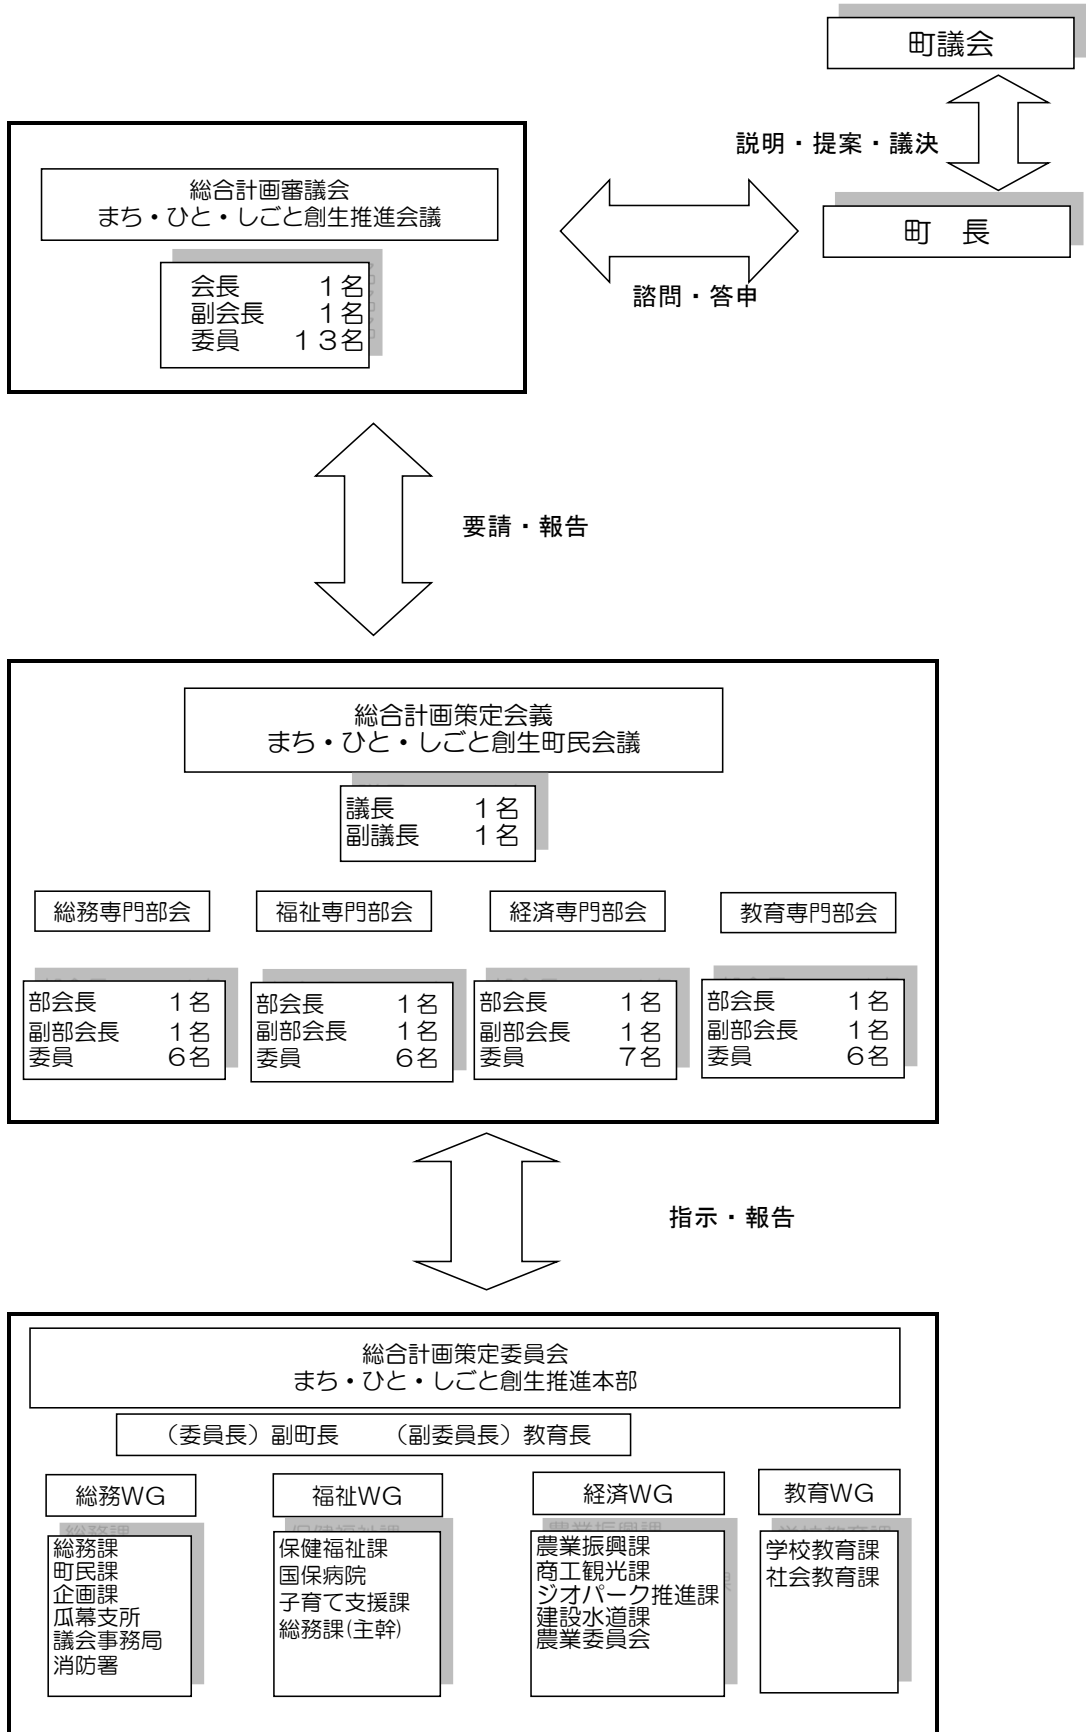 町議会
説明・提案・議決
町　長
諮問・答申
総合計画審議会
まち・ひと・しごと創生推進会議
会長　　　１名
副会長　　１名
委員　　１３名
要請・報告
総合計画策定会議
まち・ひと・しごと創生町民会議
議長　　　１名
副議長　　１名
総務専門部会
部会長　　１名
副部会長　１名
委員　　　６名
福祉専門部会
部会長　　１名
副部会長　１名
委員　　　６名
経済専門部会
部会長　　１名
副部会長　１名
委員　　　７名
教育専門部会
部会長　　１名
副部会長　１名
委員　　　６名
指示・報告
総合計画策定委員会
まち・ひと・しごと創生推進本部
（委員長）副町長　　（副委員長）教育長
総務ＷＧ
総務課
町民課
企画課
瓜幕支所
議会事務局
消防署
福祉ＷＧ
保健福祉課
国保病院
子育て支援課
総務課(主幹)
経済ＷＧ
農業振興課
商工観光課
ジオパーク推進課
建設水道課
農業委員会
教育ＷＧ
学校教育課
社会教育課